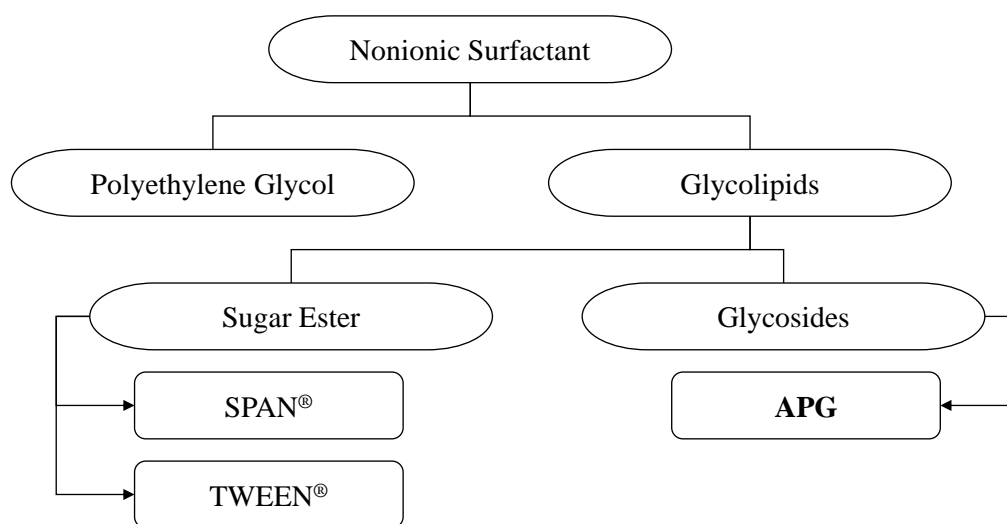 Nonionic Surfactant
Polyethylene Glycol
Glycolipids
Sugar Ester
Glycosides
SPAN®
APG
TWEEN®